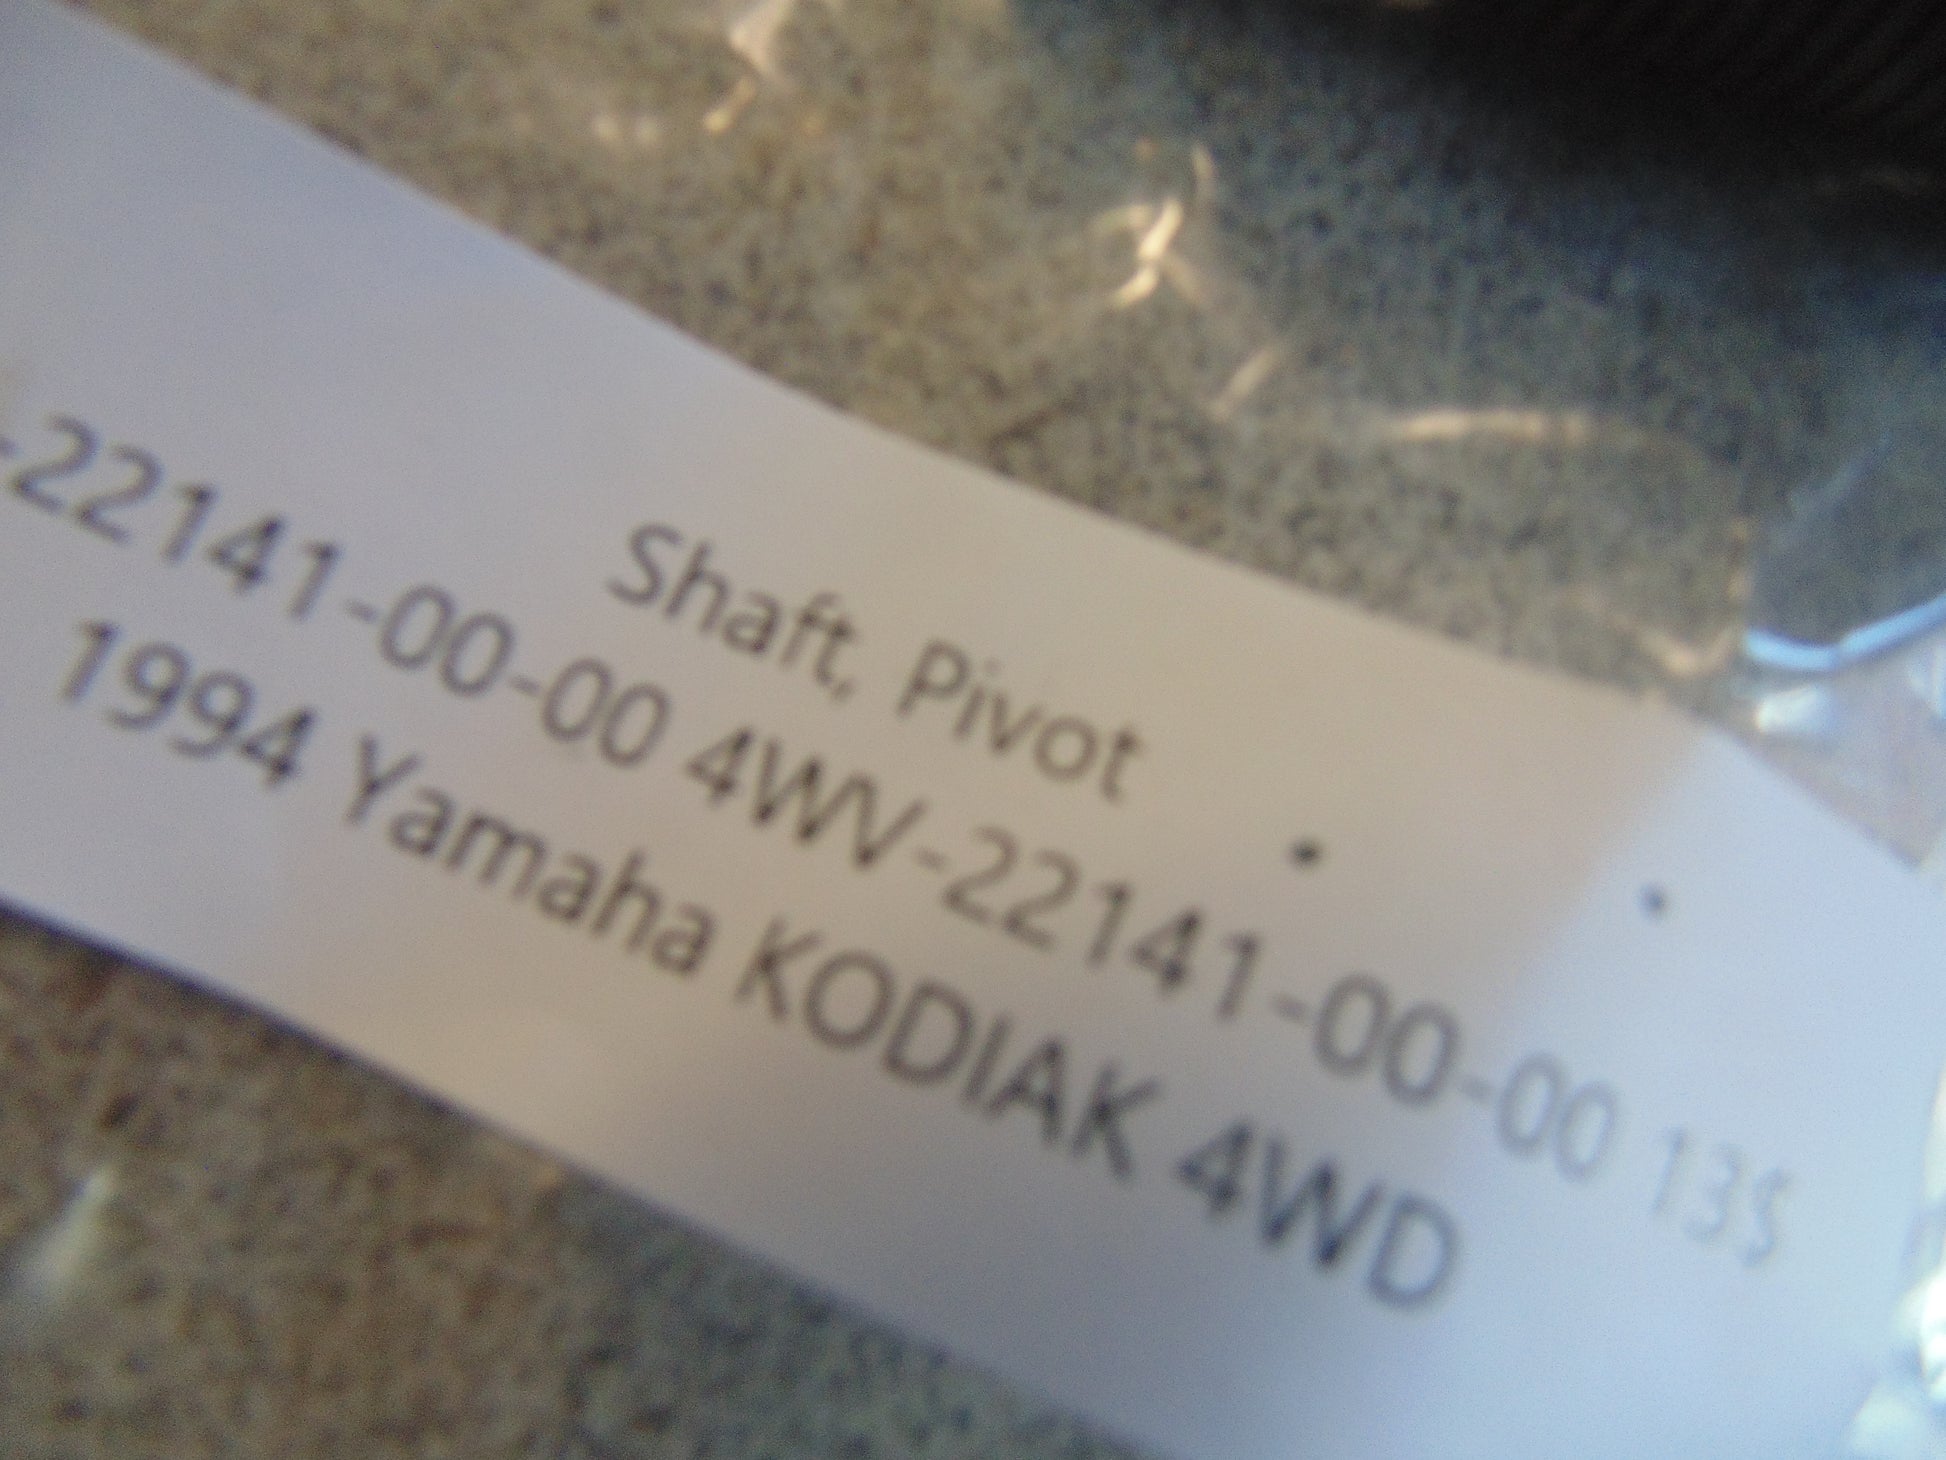 Shaft, Pivot
-22141-00-00 4WV-22141-00-00 135
1994 Yamaha KODIAK 4WD